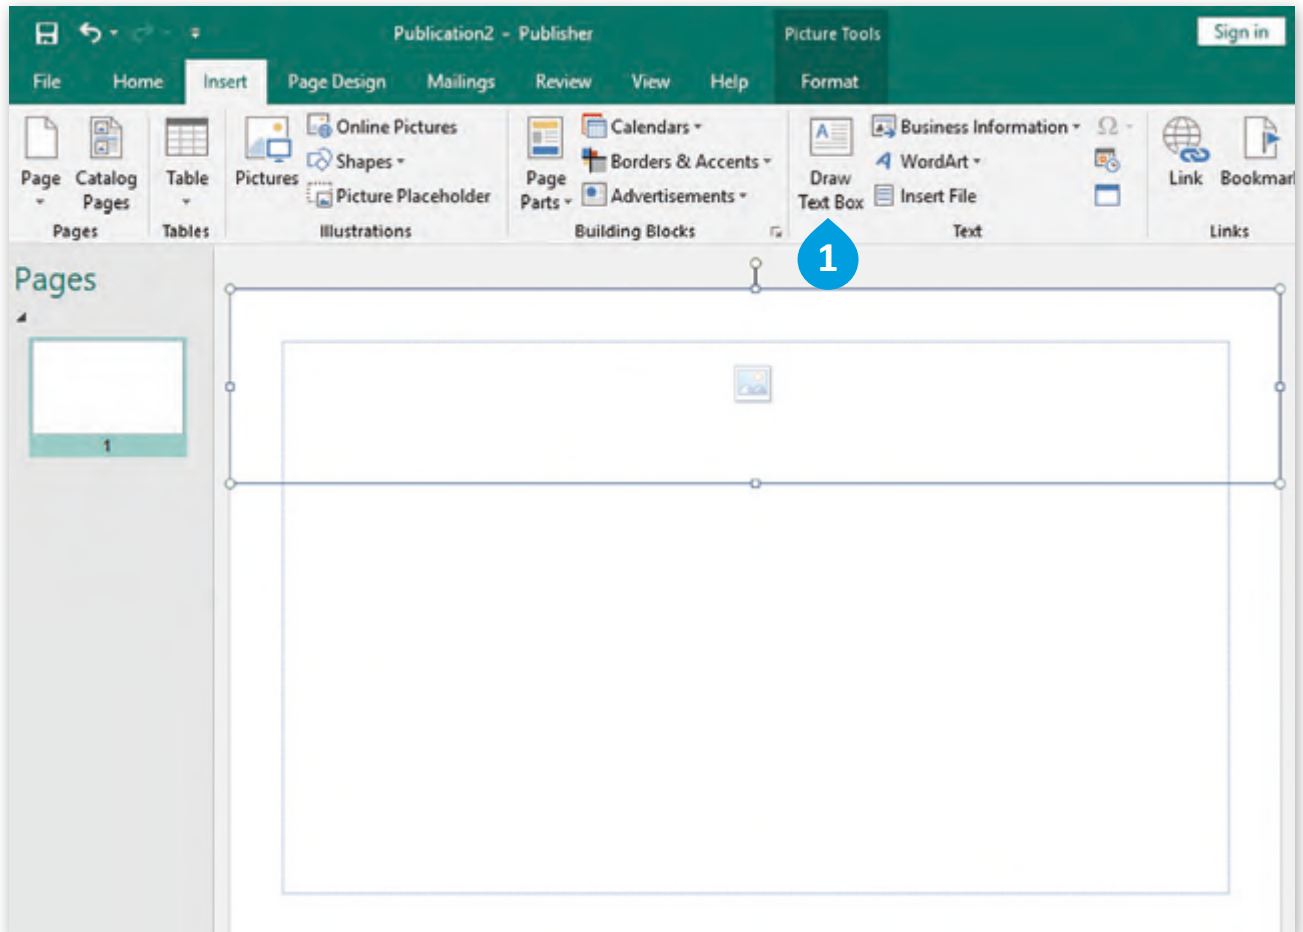 Publication2 - Publisher
Picture Tools
Sign in
File Home Insert Page Design Mailings Review View Help Format
Page
Catalog Pages
Table
Pictures
Online Pictures
Shapes
Picture Placeholder
Page Parts
Calendars
Borders & Accents
Advertisements
Draw Text Box
Business Information
WordArt
Insert File
Ω
Link
Bookmar
Pages
Tables
Illustrations
Building Blocks
Text
Links
1
Pages
1